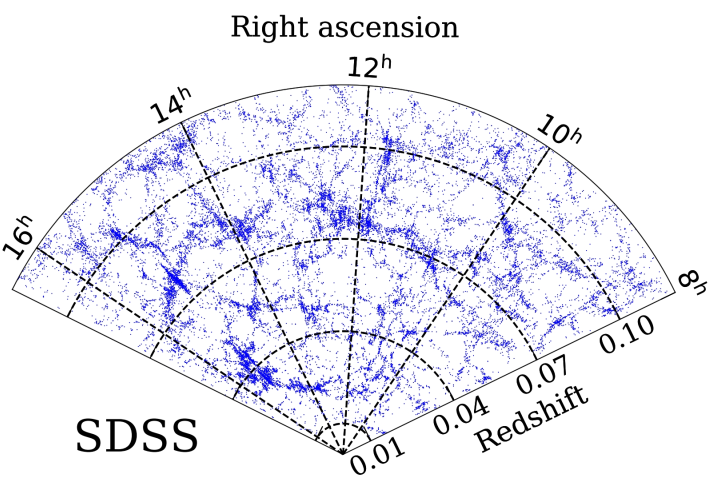 Right ascension
12ʰ
14ʰ
10ʰ
16ʰ
8ʰ
0.10
0.07
0.04
Redshift
SDSS
0.01